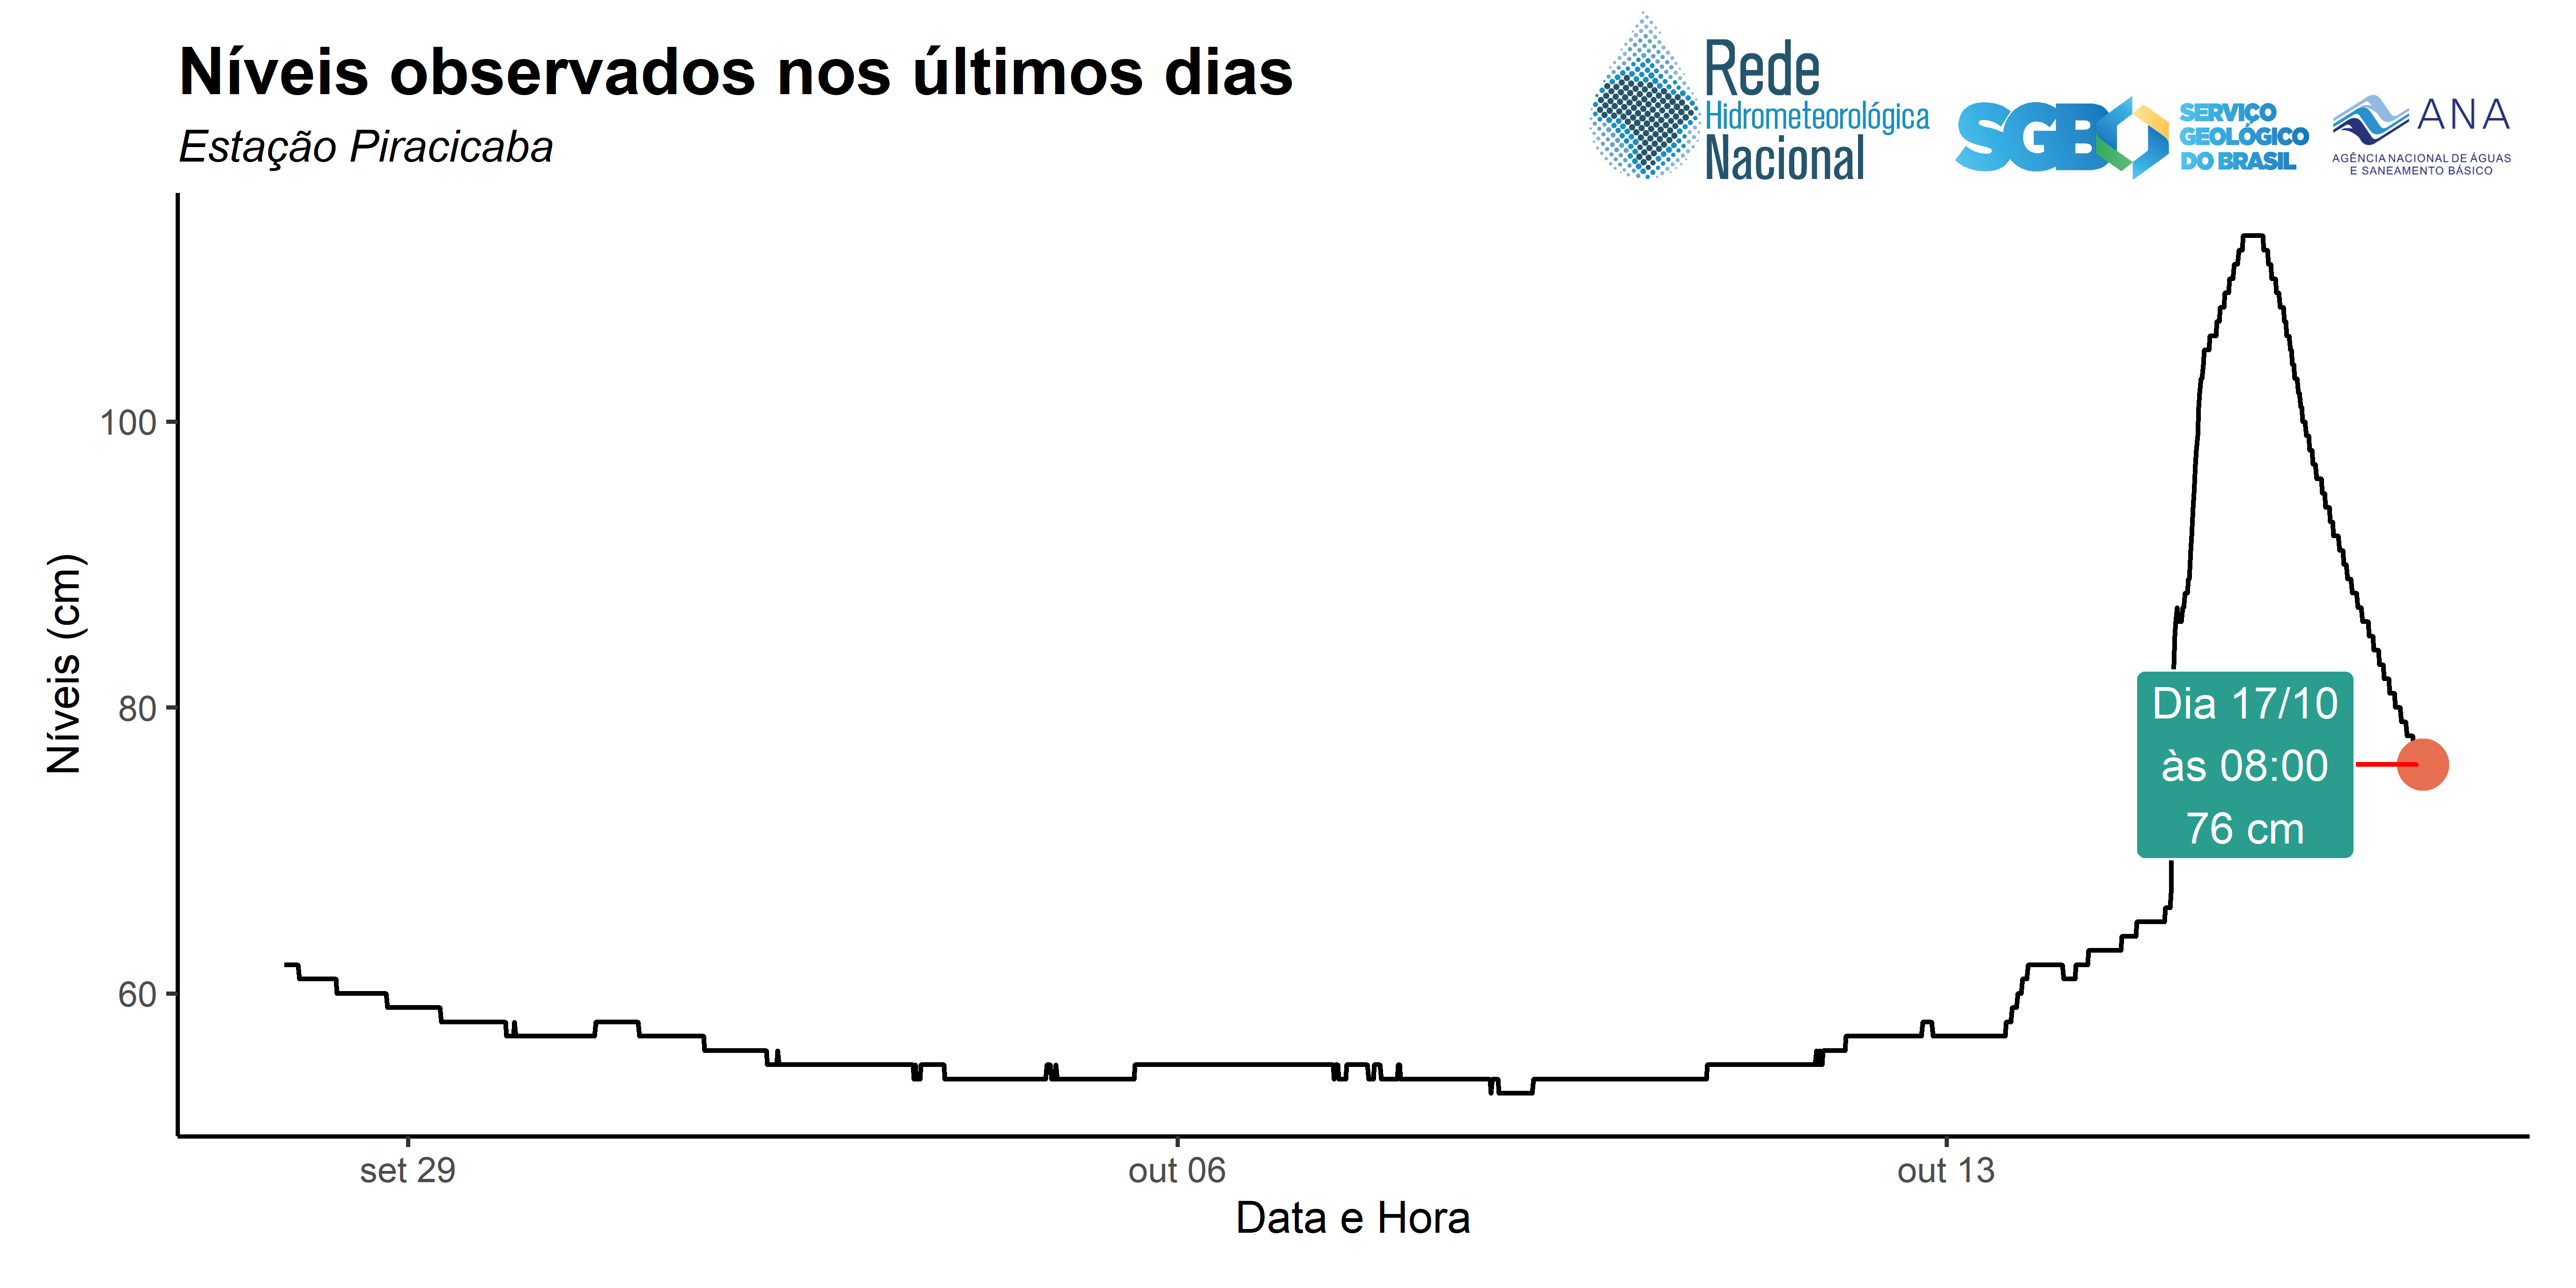 Níveis observados nos últimos dias
Estação Piracicaba
Rede
Hidrometeorológica
Nacional
SGB
SERVIÇO
GEOLÓGICO
DO BRASIL
ANA
AGÊNCIA NACIONAL DE ÁGUAS
E SANEAMENTO BÁSICO
Níveis (cm)
100
80
60
Dia 17/10
às 08:00
76 cm
set 29
out 06
out 13
Data e Hora